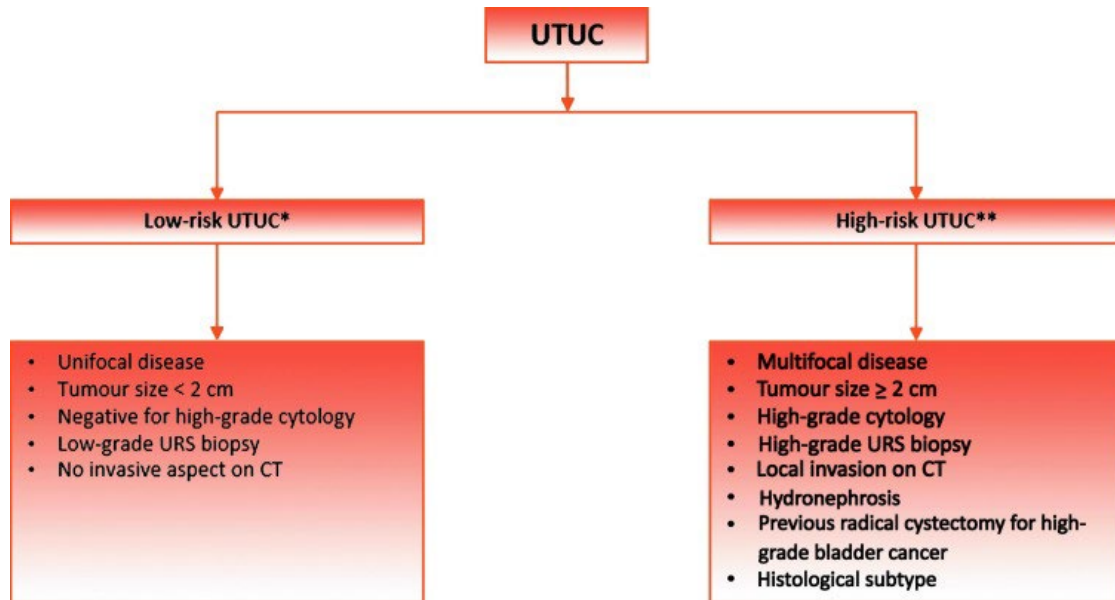 UTUC
Low-risk UTUC*
High-risk UTUC**
• Unifocal disease
• Tumour size < 2 cm
• Negative for high-grade cytology
• Low-grade URS biopsy
• No invasive aspect on CT
• Multifocal disease
• Tumour size ≥ 2 cm
• High-grade cytology
• High-grade URS biopsy
• Local invasion on CT
• Hydronephrosis
• Previous radical cystectomy for high-
grade bladder cancer
• Histological subtype